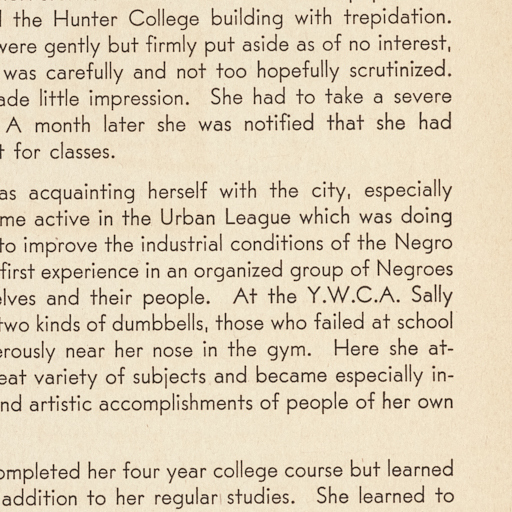 the Hunter College building with trepidation.
were gently but firmly put aside as of no interest,
was carefully and not too hopefully scrutinized.
ade little impression. She had to take a severe
A month later she was notified that she had
t for classes.
as acquainting herself with the city, especially
me active in the Urban League which was doing
to improve the industrial conditions of the Negro
first experience in an organized group of Negroes
elves and their people. At the Y.W.C.A. Sally
two kinds of dumbbells, those who failed at school
erously near her nose in the gym. Here she at-
eat variety of subjects and became especially in-
nd artistic accomplishments of people of her own
ompleted her four year college course but learned
addition to her regular studies. She learned to